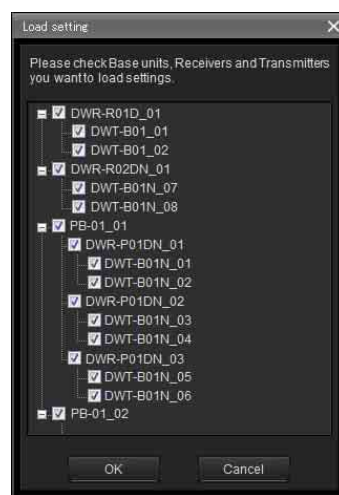 Load setting
Please check Base units, Receivers and Transmitters
you want to load settings.
DWR-R01D_01
DWT-B01_01
DWT-B01_02
DWR-R02DN_01
DWT-B01N_07
DWT-B01N_08
PB-01_01
DWR-P01DN_01
DWT-B01N_01
DWT-B01N_02
DWR-P01DN_02
DWT-B01N_03
DWT-B01N_04
DWR-P01DN_03
DWT-B01N_05
DWT-B01N_06
PB-01_02
OK Cancel